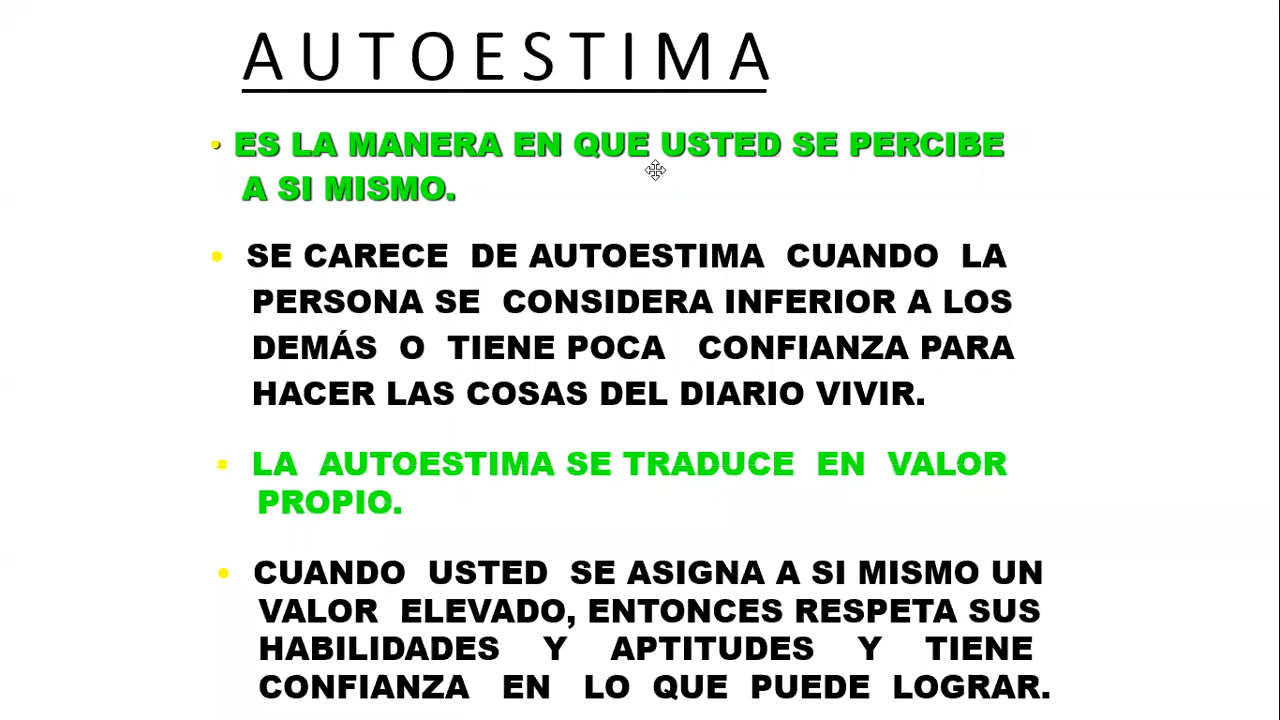 AUTOESTIMA
• ES LA MANERA EN QUE USTED SE PERCIBE
A SI MISMO.
• SE CARECE DE AUTOESTIMA CUANDO LA
PERSONA SE CONSIDERA INFERIOR A LOS
DEMÁS O TIENE POCA CONFIANZA PARA
HACER LAS COSAS DEL DIARIO VIVIR.
• LA AUTOESTIMA SE TRADUCE EN VALOR
PROPIO.
• CUANDO USTED SE ASIGNA A SI MISMO UN
VALOR ELEVADO, ENTONCES RESPETA SUS
HABILIDADES Y APTITUDES Y TIENE
CONFIANZA EN LO QUE PUEDE LOGRAR.